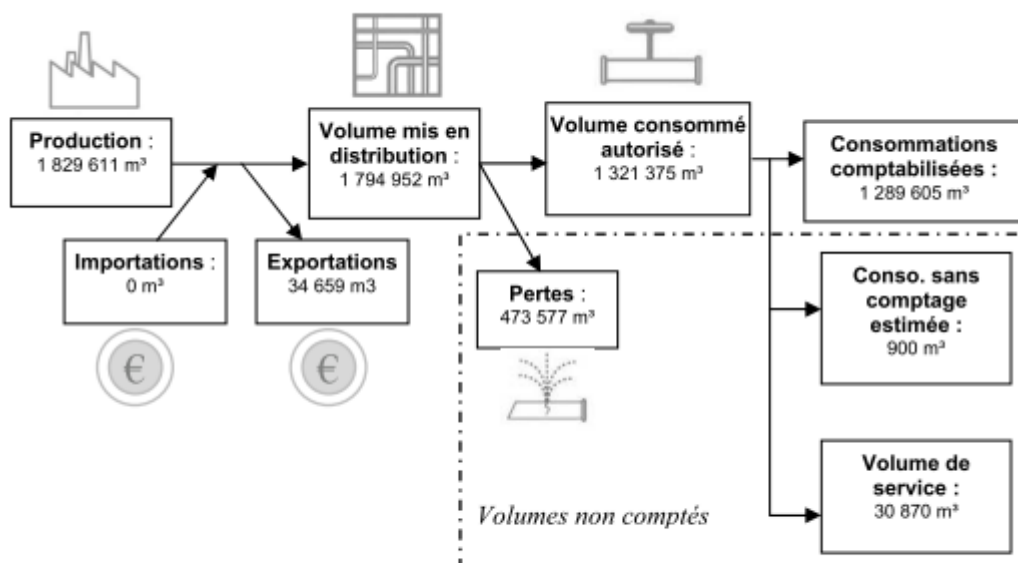 Production :
1 829 611 m³
Volume mis en
distribution :
1 794 952 m³
Volume consommé
autorisé :
1 321 375 m³
Consommations
comptabilisées :
1 289 605 m³
Importations :
0 m³
Exportations
34 659 m3
Pertes :
473 577 m³
Conso. sans
comptage
estimée :
900 m³
Volume de
service :
30 870 m³
Volumes non comptés
€
€